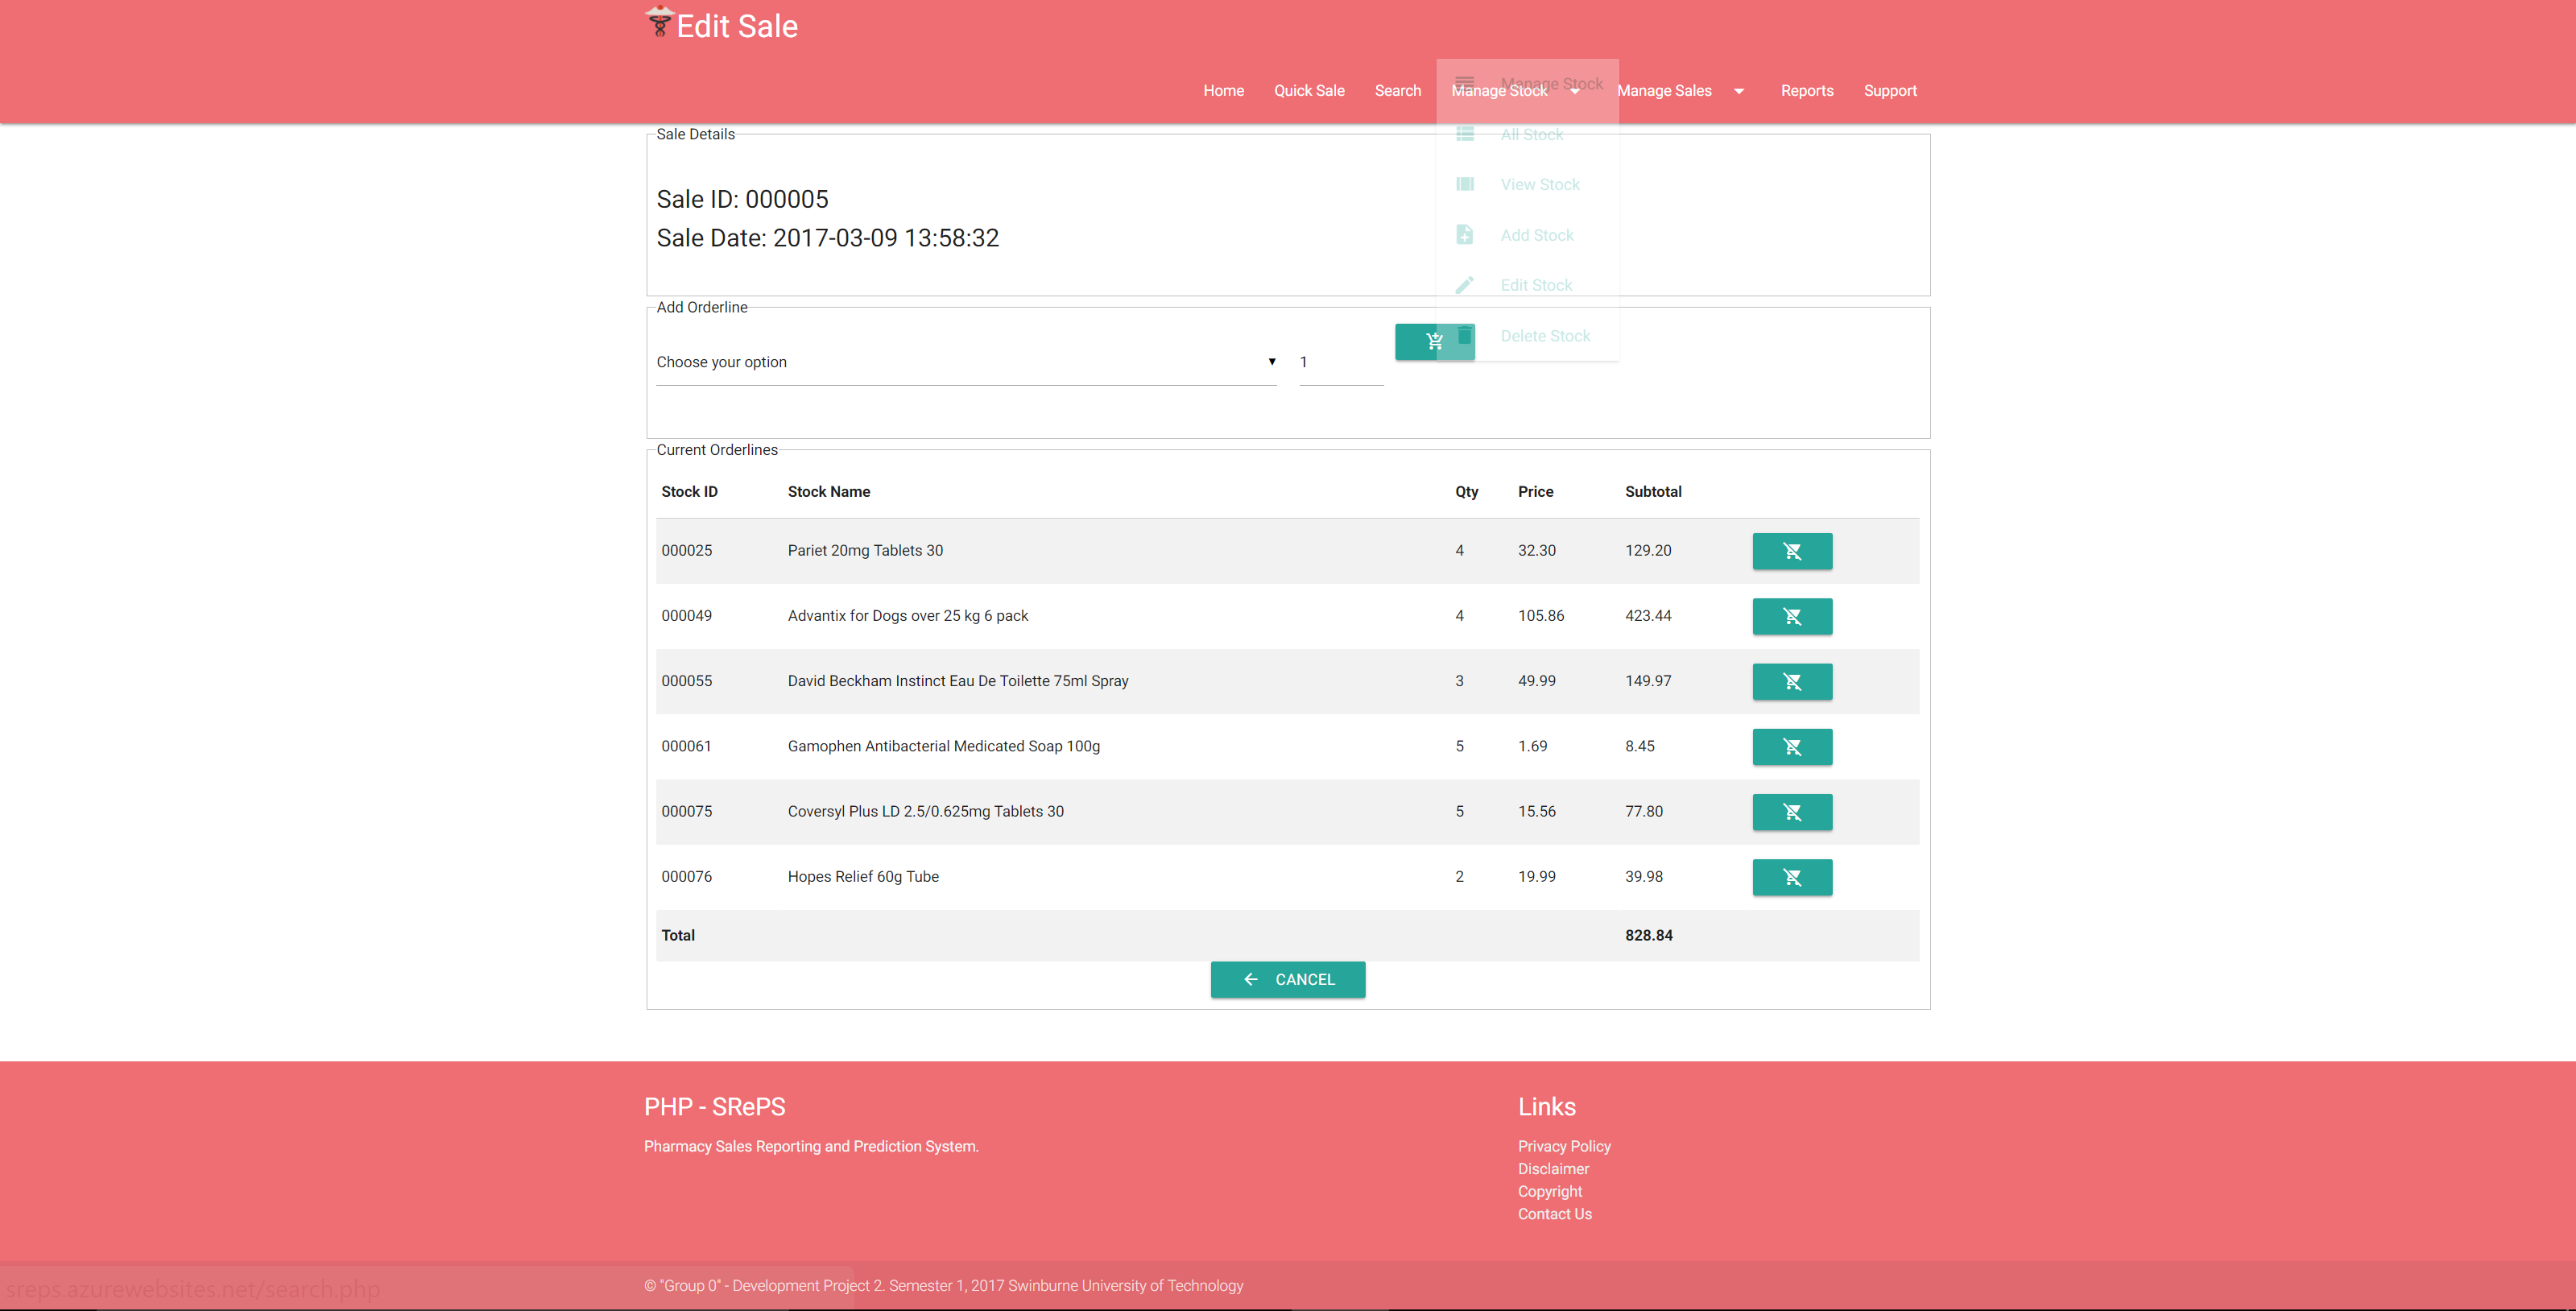 Edit Sale
Home Quick Sale Search Manage Stock Manage Sales Reports Support
Manage Stock
All Stock
View Stock
Add Stock
Edit Stock
Delete Stock
Sale Details
Sale ID: 000005
Sale Date: 2017-03-09 13:58:32
Add Orderline
Choose your option 1
Current Orderlines
Stock ID Stock Name Qty Price Subtotal
000025 Pariet 20mg Tablets 30 4 32.30 129.20
000049 Advantix for Dogs over 25 kg 6 pack 4 105.86 423.44
000055 David Beckham Instinct Eau De Toilette 75ml Spray 3 49.99 149.97
000061 Gamophen Antibacterial Medicated Soap 100g 5 1.69 8.45
000075 Coversyl Plus LD 2.5/0.625mg Tablets 30 5 15.56 77.80
000076 Hopes Relief 60g Tube 2 19.99 39.98
Total 828.84
CANCEL
PHP - SRePS
Pharmacy Sales Reporting and Prediction System.
Links
Privacy Policy
Disclaimer
Copyright
Contact Us
© "Group 0" - Development Project 2. Semester 1, 2017 Swinburne University of Technology
sreps.azurewebsites.net/search.php